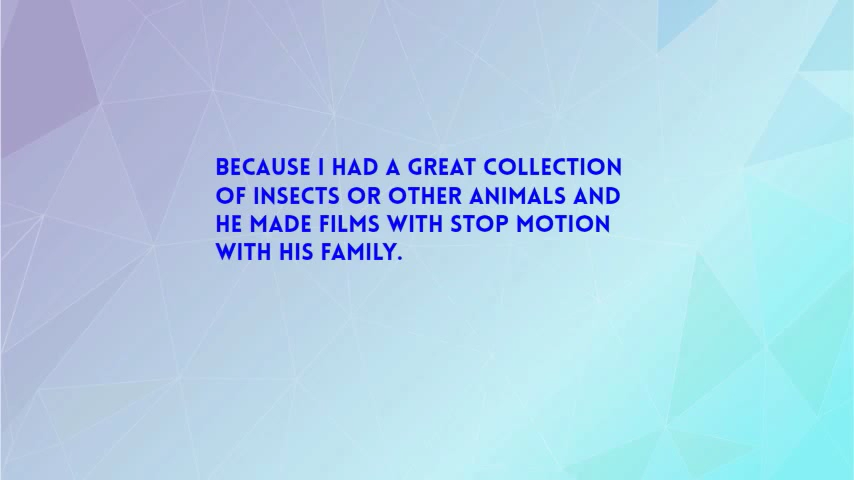 BECAUSE I HAD A GREAT COLLECTION
OF INSECTS OR OTHER ANIMALS AND
HE MADE FILMS WITH STOP MOTION
WITH HIS FAMILY.